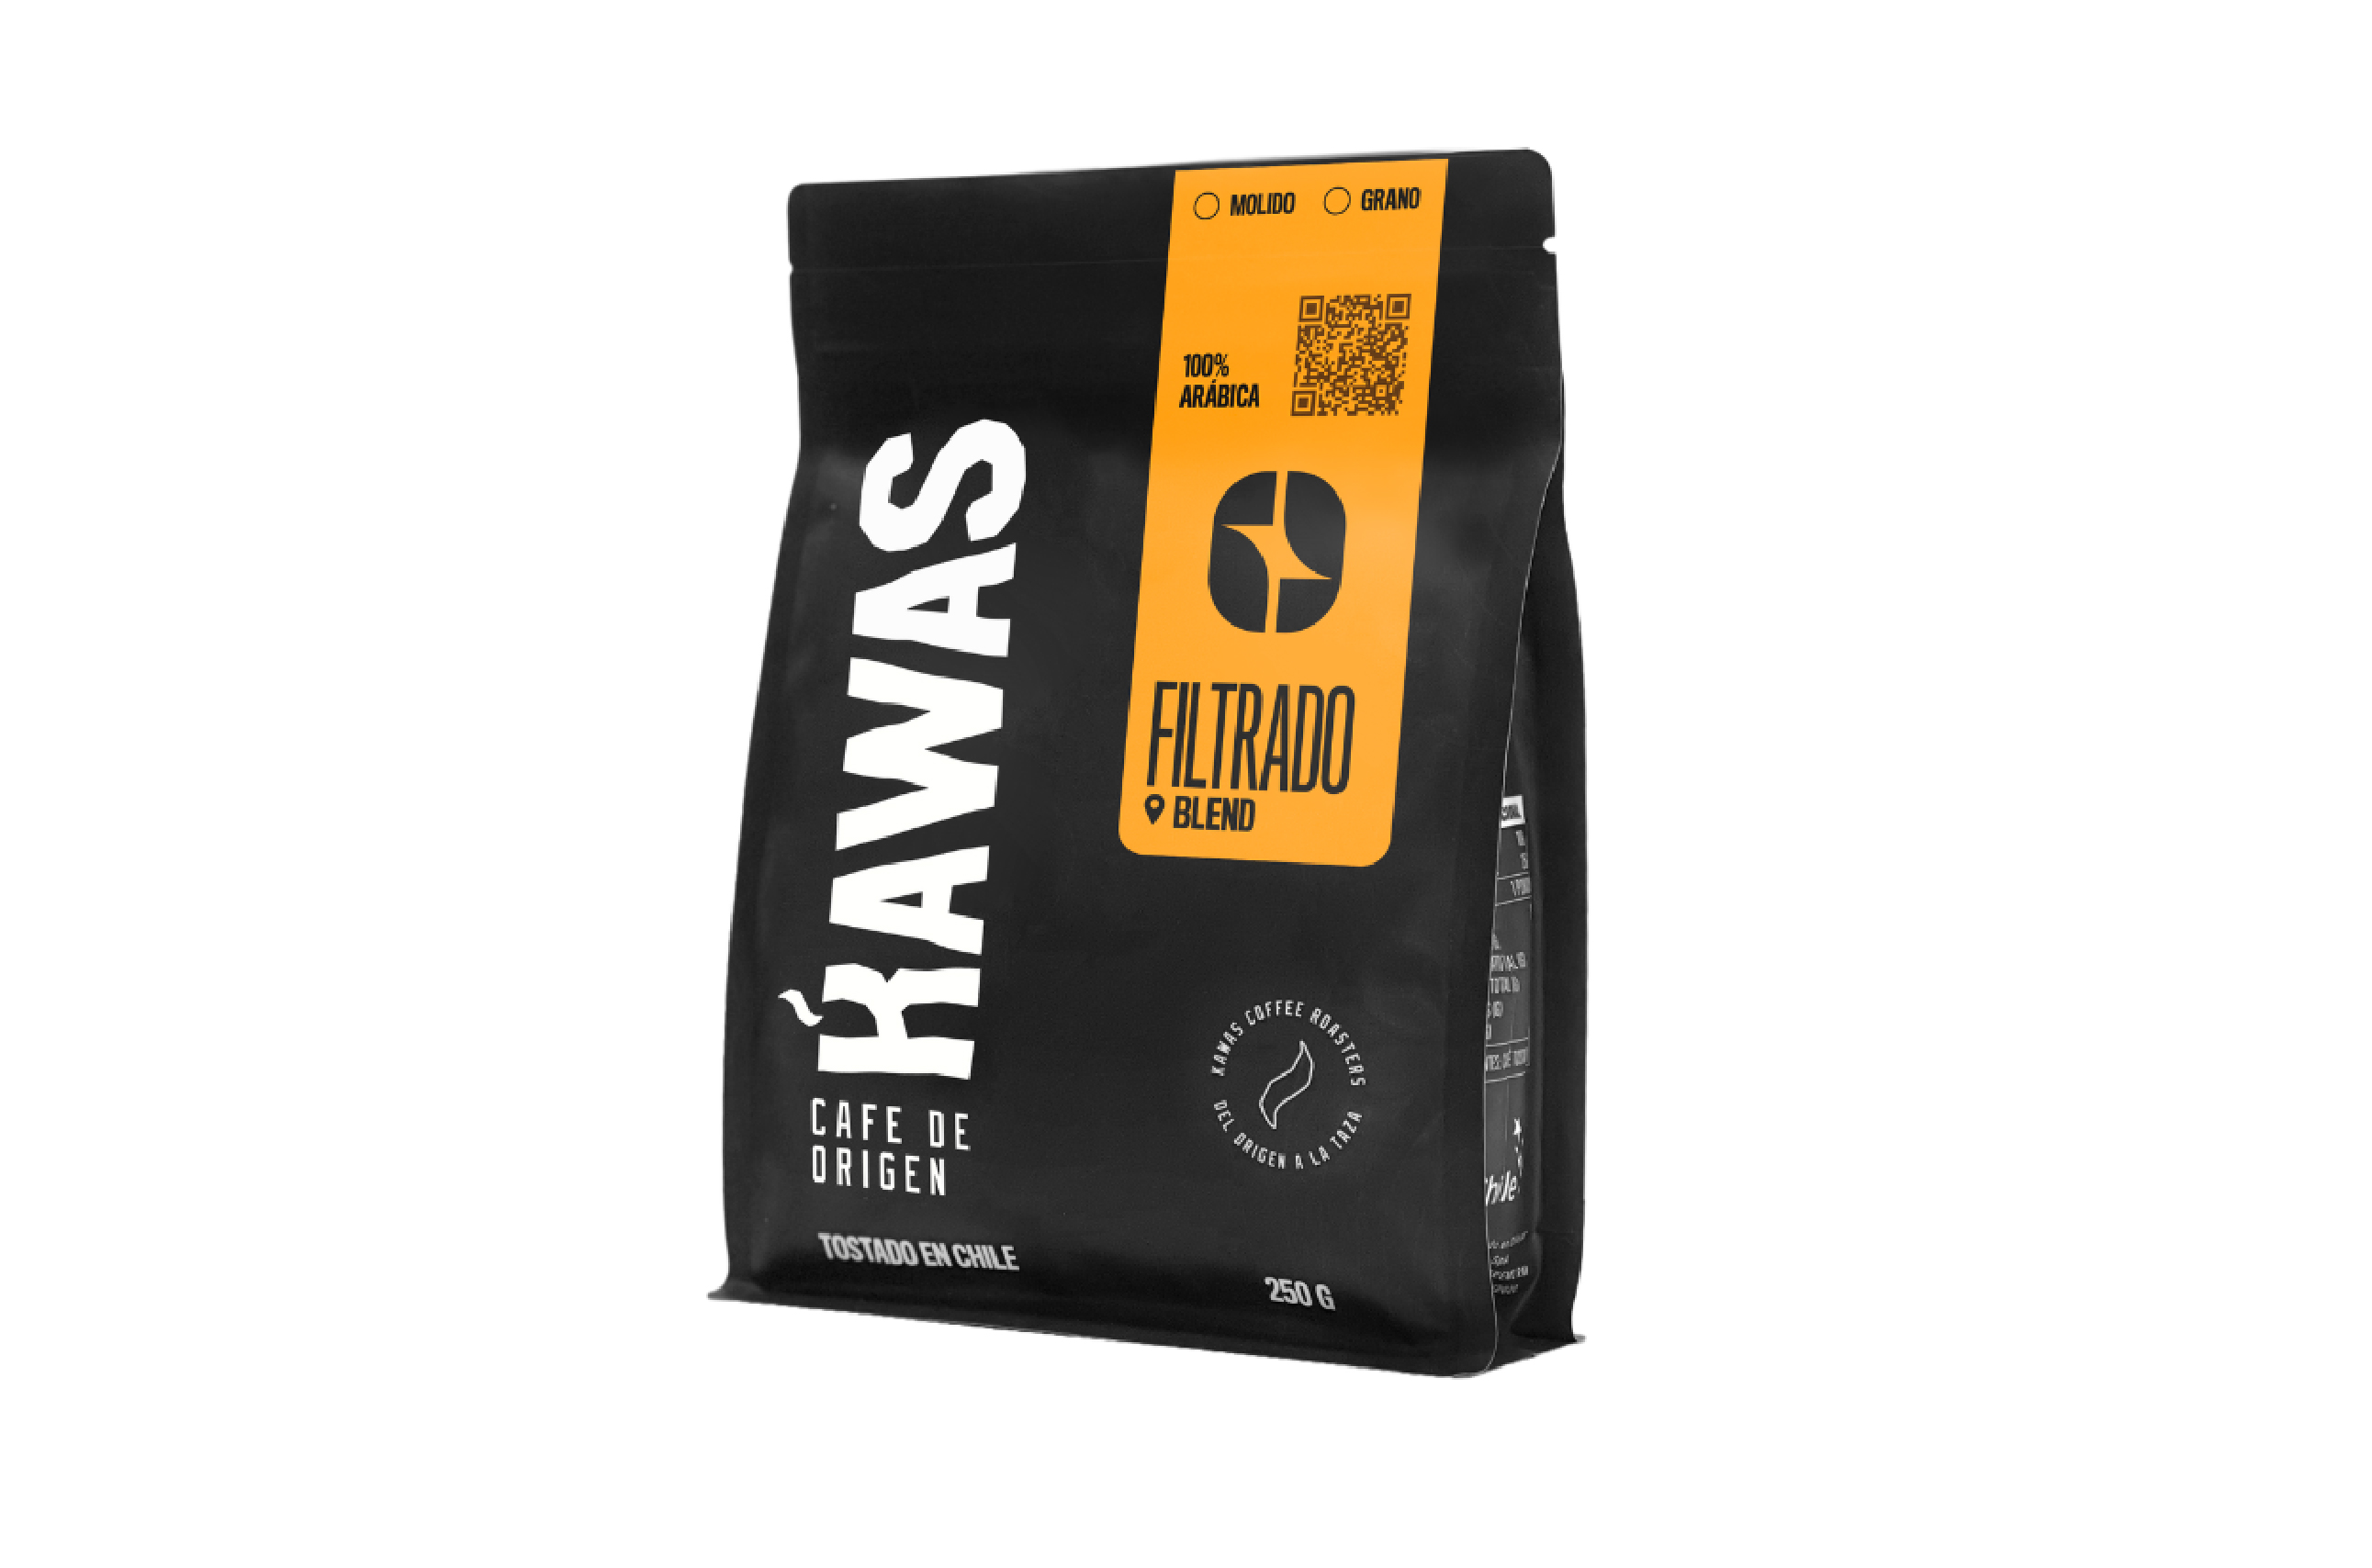 MOLIDO GRANO
100%
ARÁBICA
FILTRADO
BLEND
KAWAS
CAFE DE
ORIGEN
KAWAS COFFEE ROASTERS
DEL ORIGEN A LA TAZA
TOSTADO EN CHILE
250 G